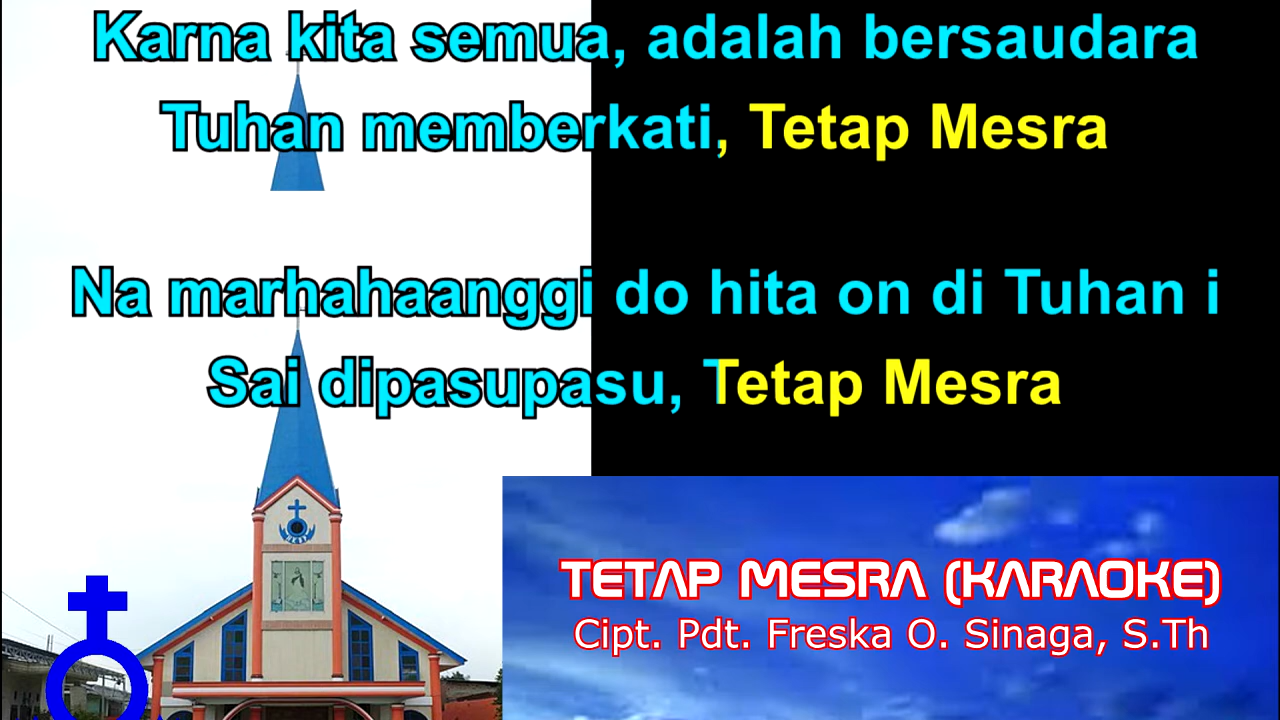 Karna kita semua, adalah bersaudara
Tuhan memberkati, Tetap Mesra
Na marhahaanggi do hita on di Tuhan i
Sai dipasupasu, Tetap Mesra
TETAP MESRA (KARAOKE)
Cipt. Pdt. Freska O. Sinaga, S.Th